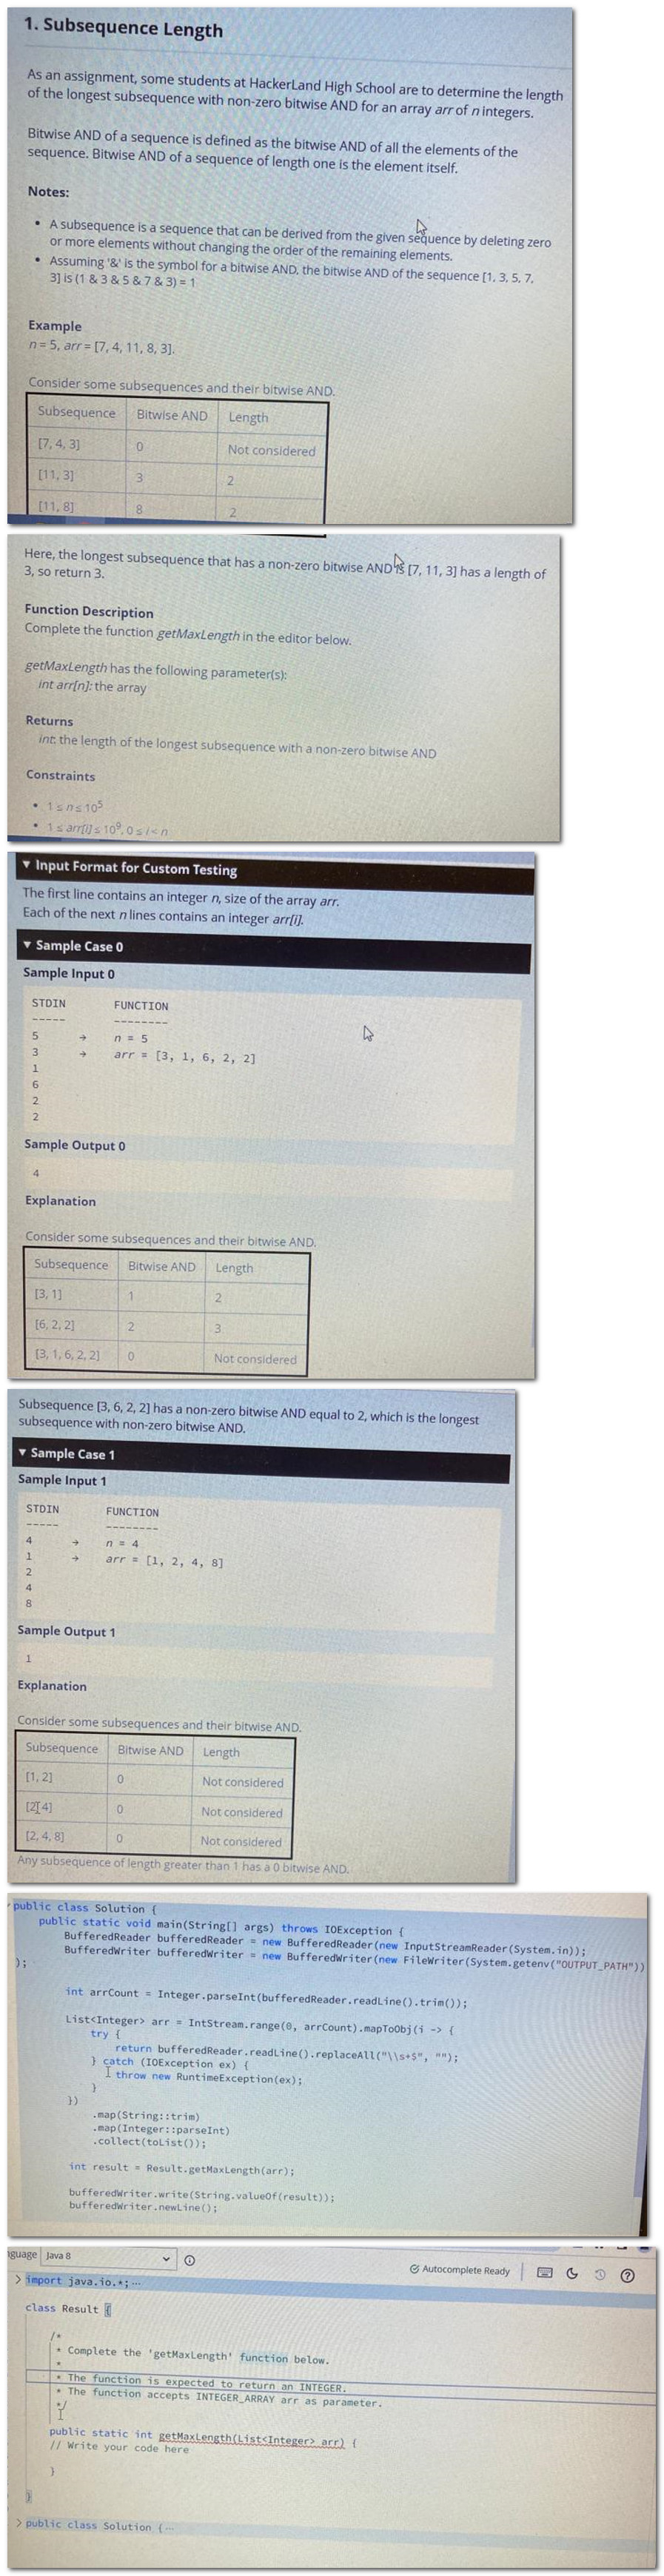 1. Subsequence Length
As an assignment, some students at HackerLand High School are to determine the length
of the longest subsequence with non-zero bitwise AND for an array arr of n integers.
Bitwise AND of a sequence is defined as the bitwise AND of all the elements of the
sequence. Bitwise AND of a sequence of length one is the element itself.
Notes:
• A subsequence is a sequence that can be derived from the given sequence by deleting zero
or more elements without changing the order of the remaining elements.
• Assuming '&' is the symbol for a bitwise AND, the bitwise AND of the sequence [1, 3, 5, 7,
3] is (1 & 3 & 5 & 7 & 3) = 1
Example
n = 5, arr = [7, 4, 11, 8, 3].
Consider some subsequences and their bitwise AND.
Subsequence Bitwise AND Length
[7, 4, 3] 0 Not considered
[11, 3] 3 2
[11, 8] 8 2
Here, the longest subsequence that has a non-zero bitwise AND is [7, 11, 3] has a length of
3, so return 3.
Function Description
Complete the function getMaxLength in the editor below.
getMaxLength has the following parameter(s):
int arr[n]: the array
Returns
int: the length of the longest subsequence with a non-zero bitwise AND
Constraints
• 1 ≤ n ≤ 10⁵
• 1 ≤ arr[i] ≤ 10⁹, 0 ≤ i < n
▼ Input Format for Custom Testing
The first line contains an integer n, size of the array arr.
Each of the next n lines contains an integer arr[i].
▼ Sample Case 0
Sample Input 0
STDIN FUNCTION
----- --------
5 → n = 5
3 → arr = [3, 1, 6, 2, 2]
1
6
2
2
Sample Output 0
4
Explanation
Consider some subsequences and their bitwise AND.
Subsequence Bitwise AND Length
[3, 1] 1 2
[6, 2, 2] 2 3
[3, 1, 6, 2, 2] 0 Not considered
Subsequence [3, 6, 2, 2] has a non-zero bitwise AND equal to 2, which is the longest
subsequence with non-zero bitwise AND.
▼ Sample Case 1
Sample Input 1
STDIN FUNCTION
----- --------
4 → n = 4
1 → arr = [1, 2, 4, 8]
2
4
8
Sample Output 1
1
Explanation
Consider some subsequences and their bitwise AND.
Subsequence Bitwise AND Length
[1, 2] 0 Not considered
[2, 4] 0 Not considered
[2, 4, 8] 0 Not considered
Any subsequence of length greater than 1 has a 0 bitwise AND.
public class Solution {
public static void main(String[] args) throws IOException {
BufferedReader bufferedReader = new BufferedReader(new InputStreamReader(System.in));
BufferedWriter bufferedWriter = new BufferedWriter(new FileWriter(System.getenv("OUTPUT_PATH"))
);
int arrCount = Integer.parseInt(bufferedReader.readLine().trim());
List<Integer> arr = IntStream.range(0, arrCount).mapToObj(i -> {
try {
return bufferedReader.readLine().replaceAll("\\s+$", "");
} catch (IOException ex) {
throw new RuntimeException(ex);
}
})
.map(String::trim)
.map(Integer::parseInt)
.collect(toList());
int result = Result.getMaxLength(arr);
bufferedWriter.write(String.valueOf(result));
bufferedWriter.newLine();
nguage Java 8
Autocomplete Ready
> import java.io.*;⋯
class Result {
/*
* Complete the 'getMaxLength' function below.
*
* The function is expected to return an INTEGER.
* The function accepts INTEGER_ARRAY arr as parameter.
*/
public static int getMaxLength(List<Integer> arr) {
// Write your code here
}
}
> public class Solution {⋯